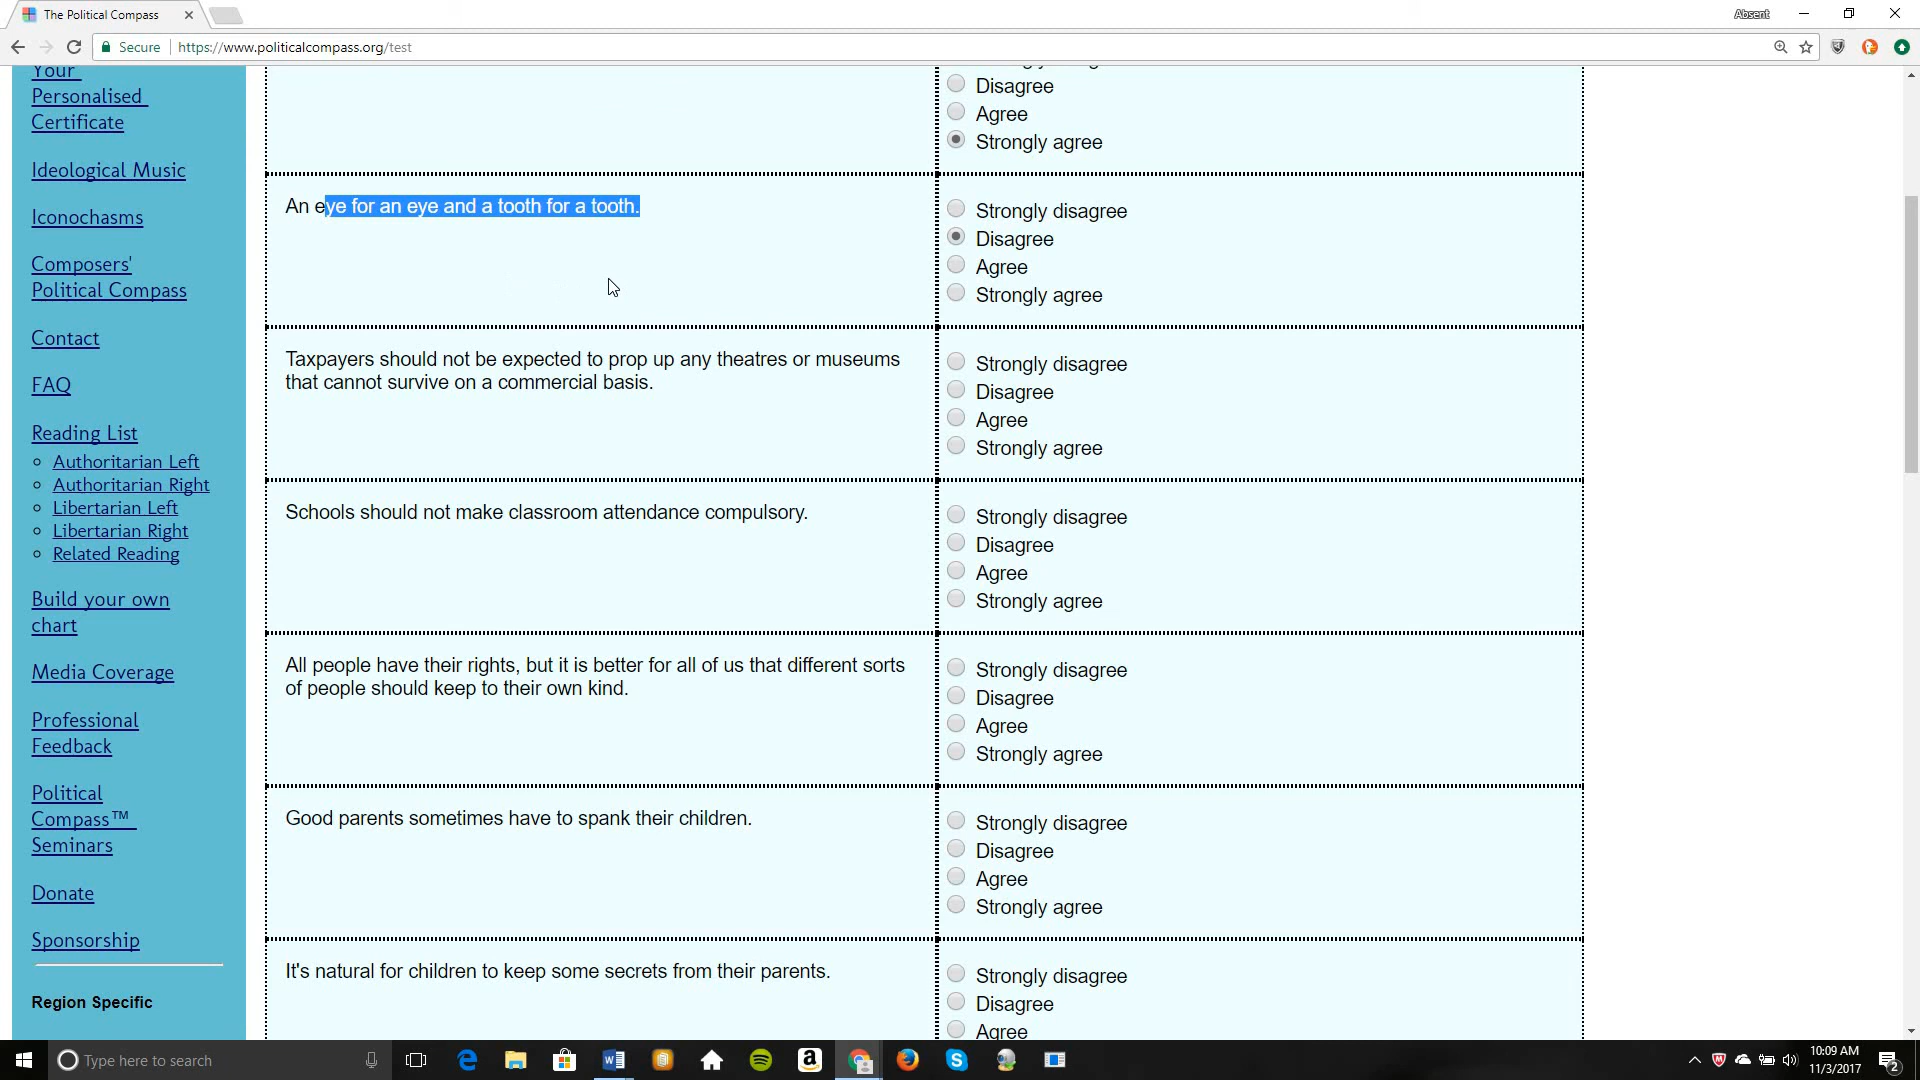 The Political Compass
Absent
Secure
https://www.politicalcompass.org/test
Your
Personalised
Certificate
Ideological Music
Iconochasms
Composers'
Political Compass
Contact
FAQ
Reading List
Authoritarian Left
Authoritarian Right
Libertarian Left
Libertarian Right
Related Reading
Build your own
chart
Media Coverage
Professional
Feedback
Political
Compass™
Seminars
Donate
Sponsorship
Region Specific
Disagree
Agree
Strongly agree
An eye for an eye and a tooth for a tooth.
Strongly disagree
Disagree
Agree
Strongly agree
Taxpayers should not be expected to prop up any theatres or museums
that cannot survive on a commercial basis.
Strongly disagree
Disagree
Agree
Strongly agree
Schools should not make classroom attendance compulsory.
Strongly disagree
Disagree
Agree
Strongly agree
All people have their rights, but it is better for all of us that different sorts
of people should keep to their own kind.
Strongly disagree
Disagree
Agree
Strongly agree
Good parents sometimes have to spank their children.
Strongly disagree
Disagree
Agree
Strongly agree
It's natural for children to keep some secrets from their parents.
Strongly disagree
Disagree
Agree
Type here to search
10:09 AM
11/3/2017
2